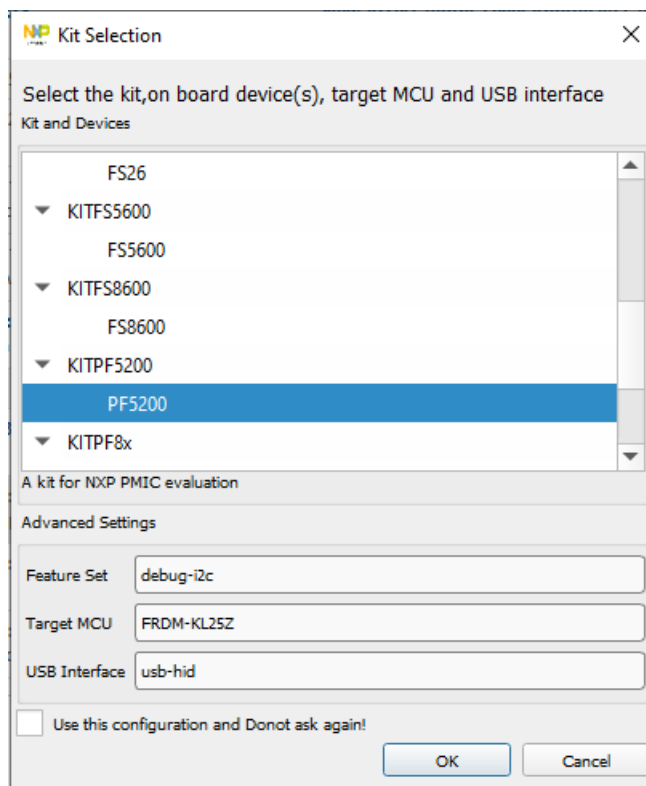 NXP Kit Selection
Select the kit,on board device(s), target MCU and USB interface
Kit and Devices
FS26
KITFS5600
FS5600
KITFS8600
FS8600
KITPF5200
PF5200
KITPF8x
A kit for NXP PMIC evaluation
Advanced Settings
Feature Set debug-i2c
Target MCU FRDM-KL25Z
USB Interface usb-hid
Use this configuration and Donot ask again!
OK Cancel